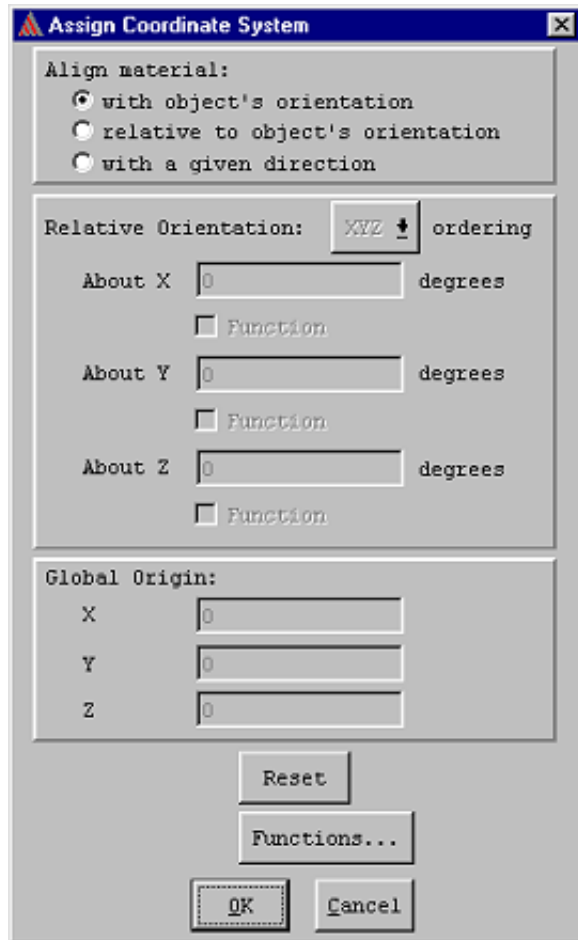 Assign Coordinate System
Align material:
with object's orientation
relative to object's orientation
with a given direction
Relative Orientation: XYZ ordering
About X 0 degrees
Function
About Y 0 degrees
Function
About Z 0 degrees
Function
Global Origin:
X 0
Y 0
Z 0
Reset
Functions...
OK Cancel